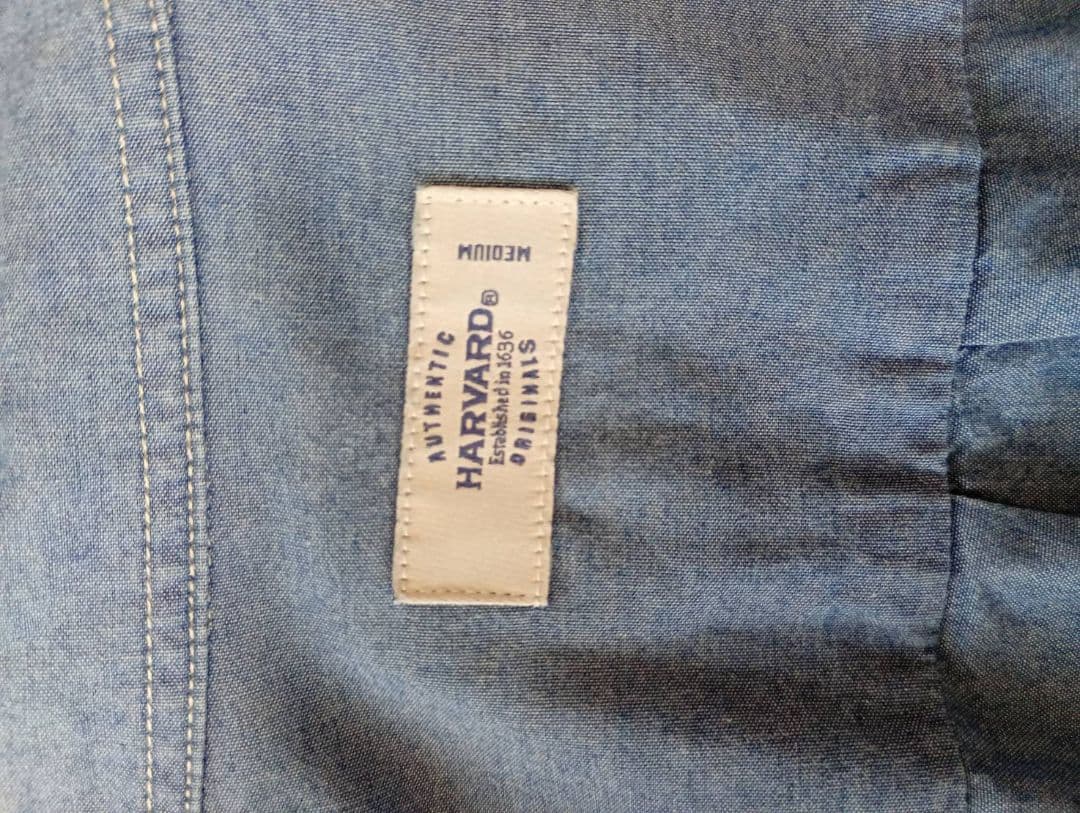 AUTHENTIC
HARVARD®
Established in 1636
ORIGINALS
MEDIUM